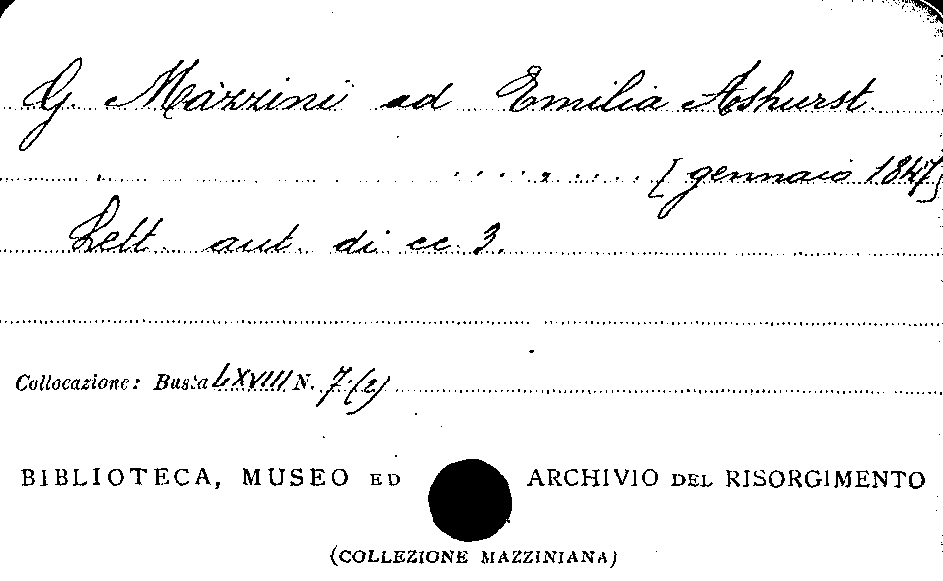 G. Mazzini ad Emilia Ashurst
[gennaio 1847]
Lett. aut. di cc. 3.
Collocazione: Busta LXVIII N. 7(2)
BIBLIOTECA, MUSEO ED ARCHIVIO DEL RISORGIMENTO
(COLLEZIONE MAZZINIANA)